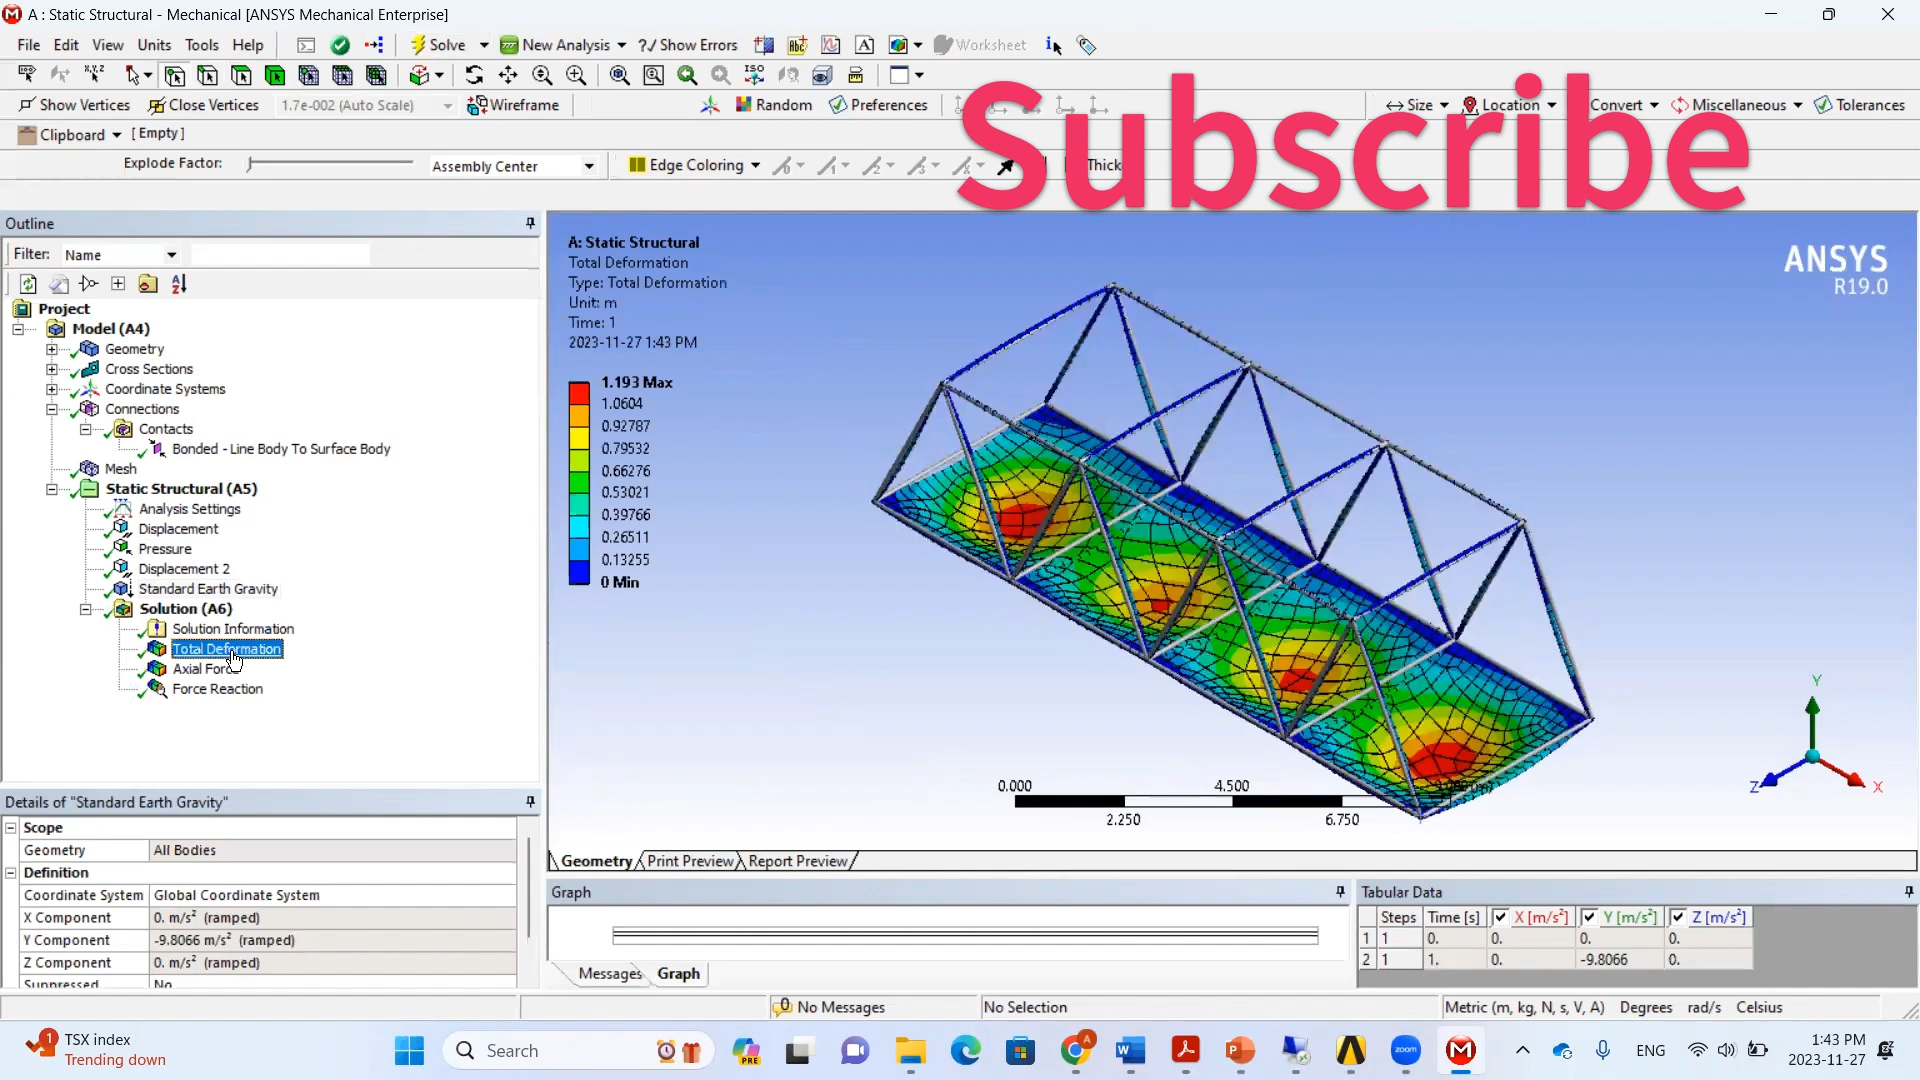 A : Static Structural - Mechanical [ANSYS Mechanical Enterprise]
File Edit View Units Tools Help Solve New Analysis ?/ Show Errors Worksheet
Show Vertices Close Vertices 1.7e-002 (Auto Scale) Wireframe Random Preferences Size Location Convert Miscellaneous Tolerances
Subscribe
Clipboard [ Empty ]
Explode Factor: Assembly Center Edge Coloring Thick
Outline
Filter: Name
Project
Model (A4)
Geometry
Cross Sections
Coordinate Systems
Connections
Contacts
Bonded - Line Body To Surface Body
Mesh
Static Structural (A5)
Analysis Settings
Displacement
Pressure
Displacement 2
Standard Earth Gravity
Solution (A6)
Solution Information
Total Deformation
Axial Force
Force Reaction
A: Static Structural
Total Deformation
Type: Total Deformation
Unit: m
Time: 1
2023-11-27 1:43 PM
1.193 Max
1.0604
0.92787
0.79532
0.66276
0.53021
0.39766
0.26511
0.13255
0 Min
ANSYS
R19.0
Y
Z X
0.000 4.500
2.250 6.750
Geometry Print Preview Report Preview
Details of "Standard Earth Gravity"
Scope
Geometry All Bodies
Definition
Coordinate System Global Coordinate System
X Component 0. m/s² (ramped)
Y Component -9.8066 m/s² (ramped)
Z Component 0. m/s² (ramped)
Suppressed No
Graph
Messages Graph
Tabular Data
Steps Time [s] X [m/s²] Y [m/s²] Z [m/s²]
1 1 0. 0. 0. 0.
2 1 1. 0. -9.8066 0.
No Messages No Selection Metric (m, kg, N, s, V, A) Degrees rad/s Celsius
1 TSX index
Trending down
Search
PRE
zoom
ENG
1:43 PM
2023-11-27